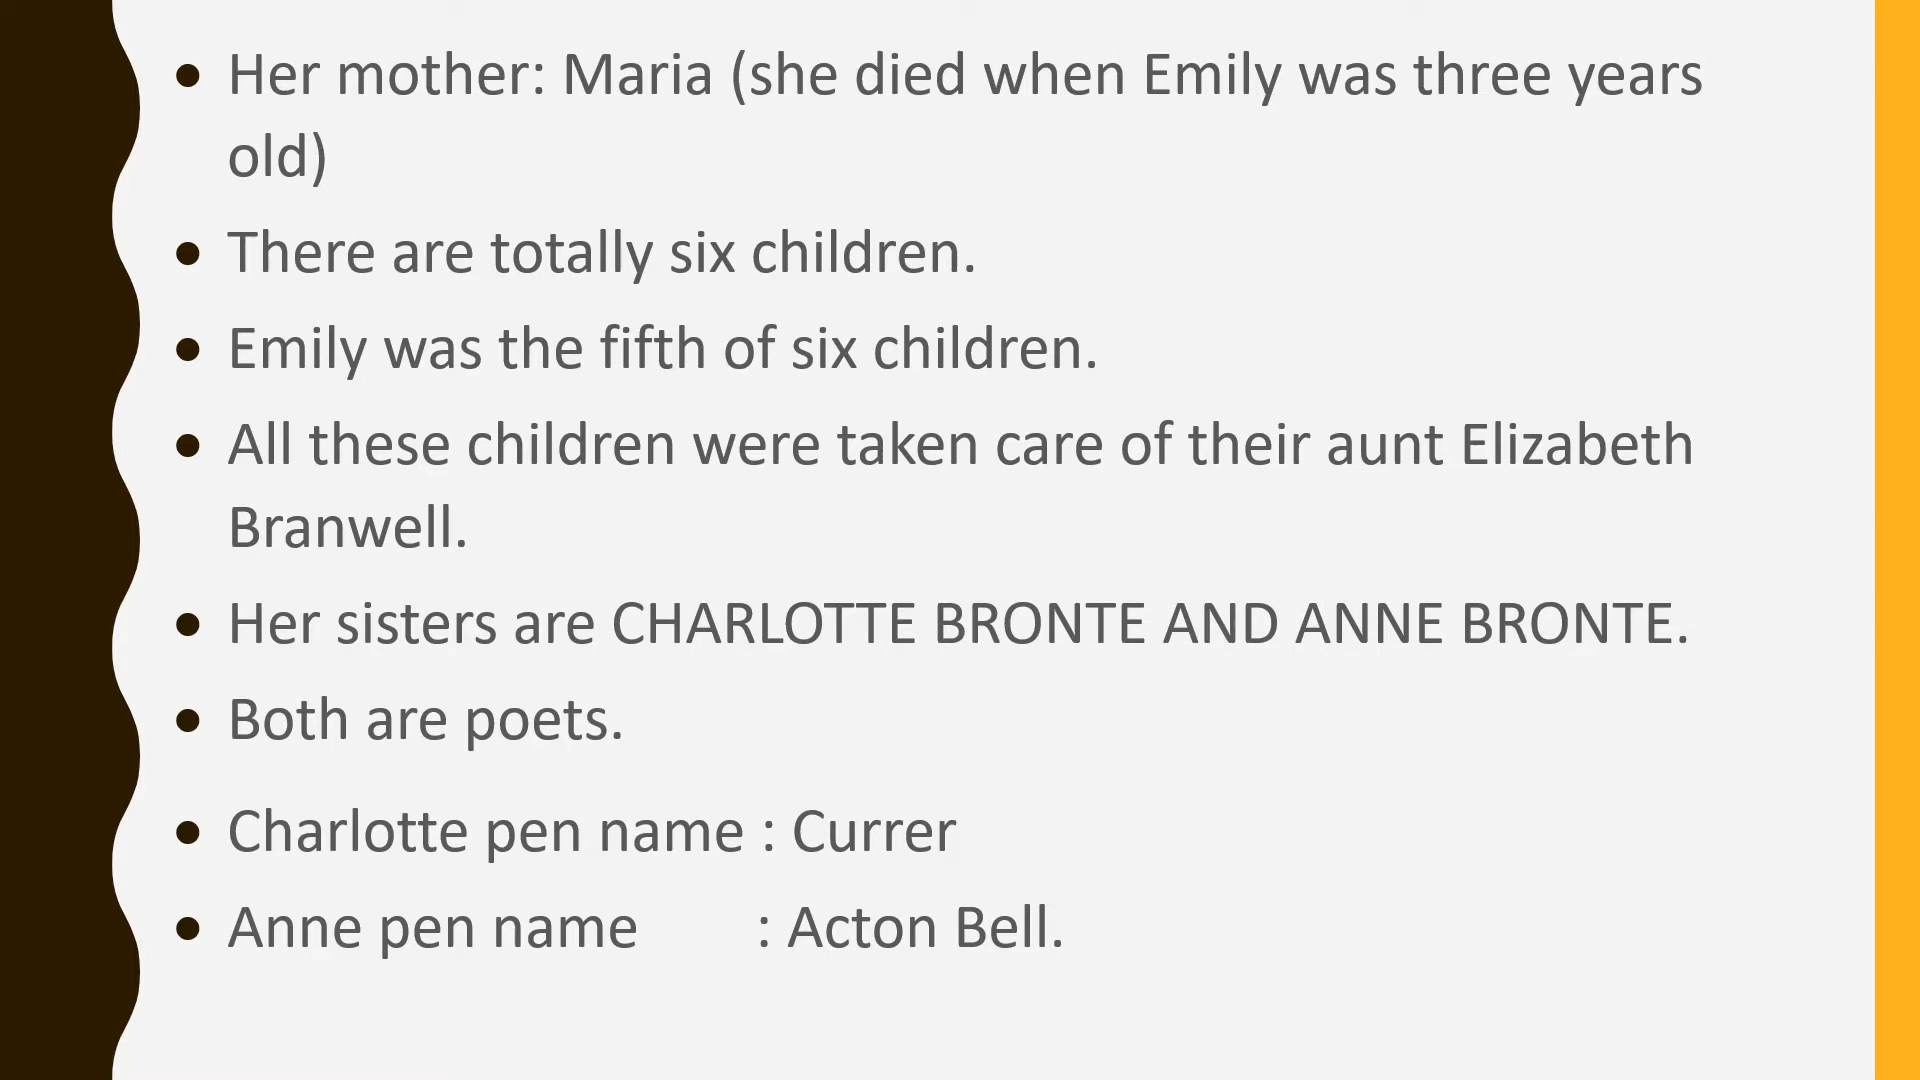 • Her mother: Maria (she died when Emily was three years
old)
• There are totally six children.
• Emily was the fifth of six children.
• All these children were taken care of their aunt Elizabeth
Branwell.
• Her sisters are CHARLOTTE BRONTE AND ANNE BRONTE.
• Both are poets.
• Charlotte pen name : Currer
• Anne pen name : Acton Bell.